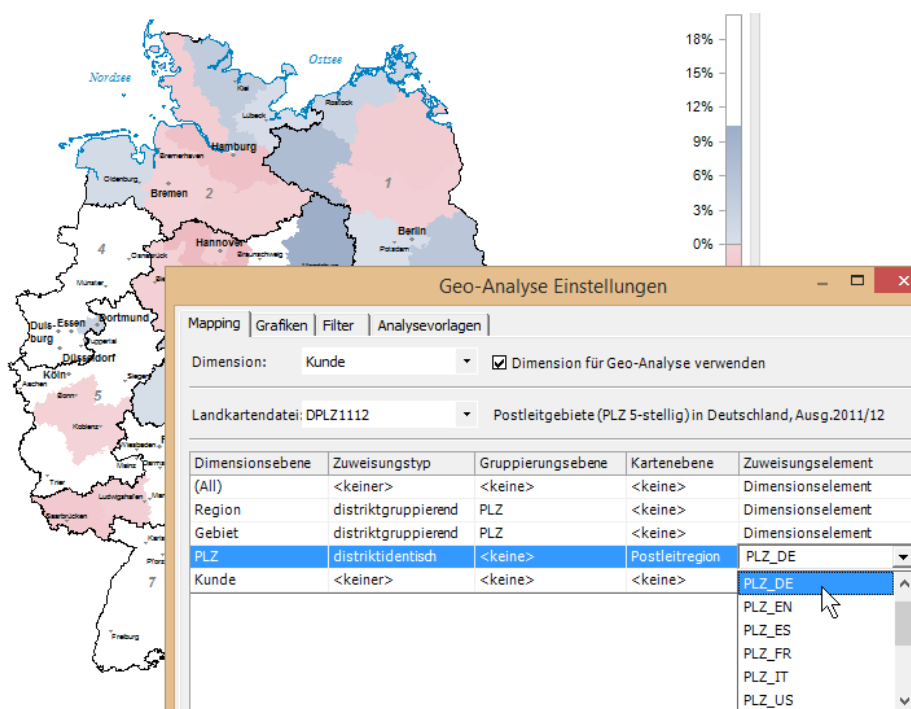 Nordsee
Ostsee
Kiel
Lübeck
Rostock
Bremerhaven
Hamburg
Oldenburg
Bremen
2
1
Berlin
Potsdam
4
Osnabrück
Hannover
Braunschweig
Münster
Duis-
burg
Essen
Dortmund
Wuppertal
Düsseldorf
Köln
Aachen
Siegen
Bonn
5
Koblenz
Wiesbaden
Mainz
Trier
Ludwigshafen
Saarbrücken
7
Freiburg
18%
15%
12%
9%
6%
3%
0%
Geo-Analyse Einstellungen
Mapping Grafiken Filter Analysevorlagen
Dimension: Kunde Dimension für Geo-Analyse verwenden
Landkartendatei: DPLZ1112 Postleitgebiete (PLZ 5-stellig) in Deutschland, Ausg.2011/12
Dimensionsebene Zuweisungstyp Gruppierungsebene Kartenebene Zuweisungselement
(All) <keiner> <keine> <keine> Dimensionselement
Region distriktgruppierend PLZ <keine> Dimensionselement
Gebiet distriktgruppierend PLZ <keine> Dimensionselement
PLZ distriktidentisch <keine> Postleitregion PLZ_DE
Kunde <keiner> <keine> <keine>
PLZ_DE
PLZ_EN
PLZ_ES
PLZ_FR
PLZ_IT
PLZ_US